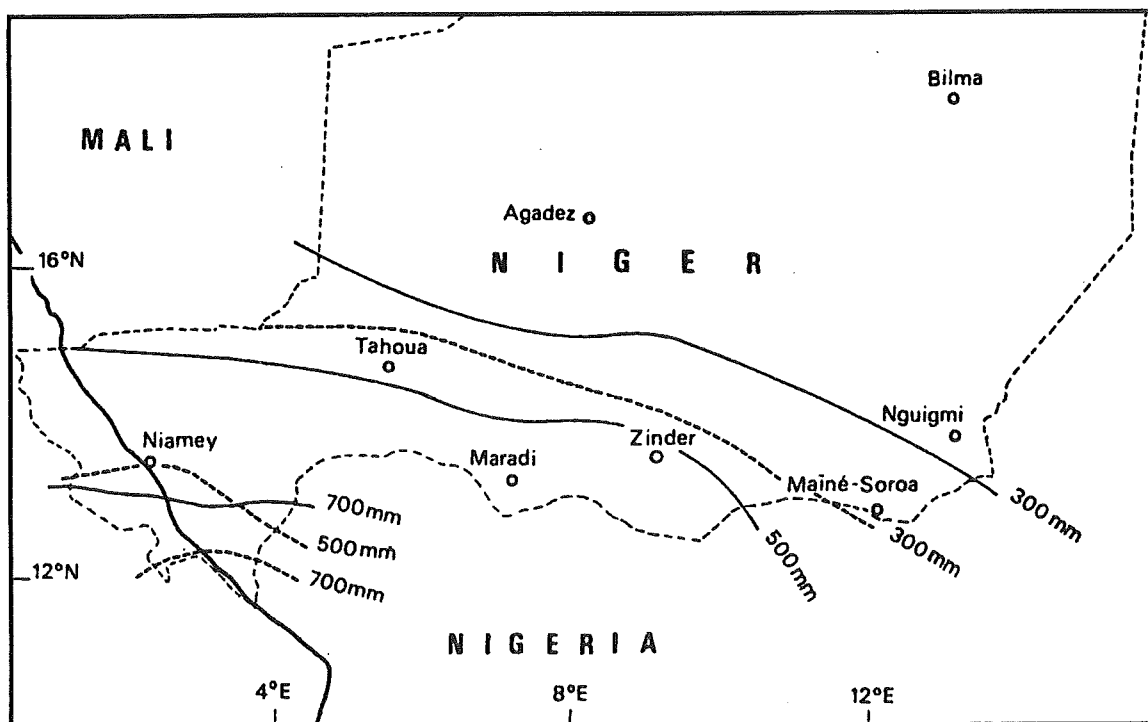 Bilma
MALI
Agadez
16°N
NIGER
Tahoua
Nguigmi
Niamey
Zinder
Maradi
Maïné-Soroa
700mm
300mm
500mm
300mm
500mm
12°N
700mm
NIGERIA
4°E
8°E
12°E